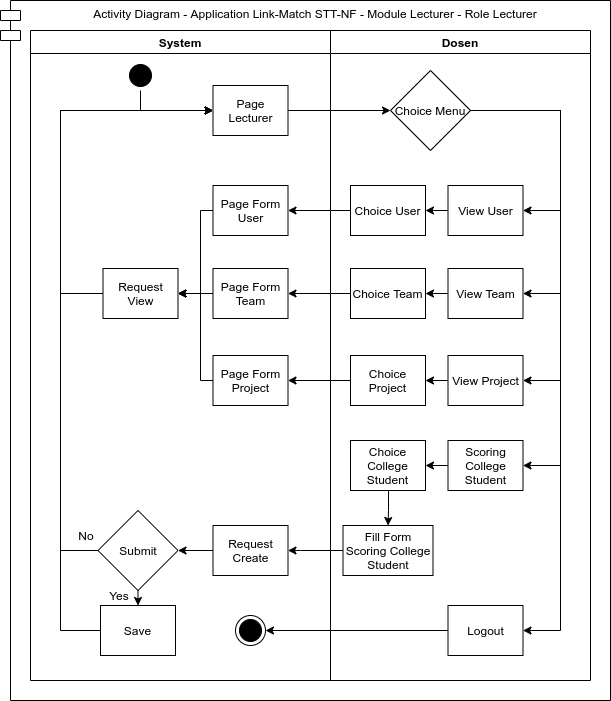 Activity Diagram - Application Link-Match STT-NF - Module Lecturer - Role Lecturer
System
Dosen
Page
Lecturer
Choice Menu
Page Form
User
Choice User
View User
Request
View
Page Form
Team
Choice Team
View Team
Page Form
Project
Choice
Project
View Project
Choice
College
Student
Scoring
College
Student
No
Submit
Request
Create
Fill Form
Scoring College
Student
Yes
Save
Logout